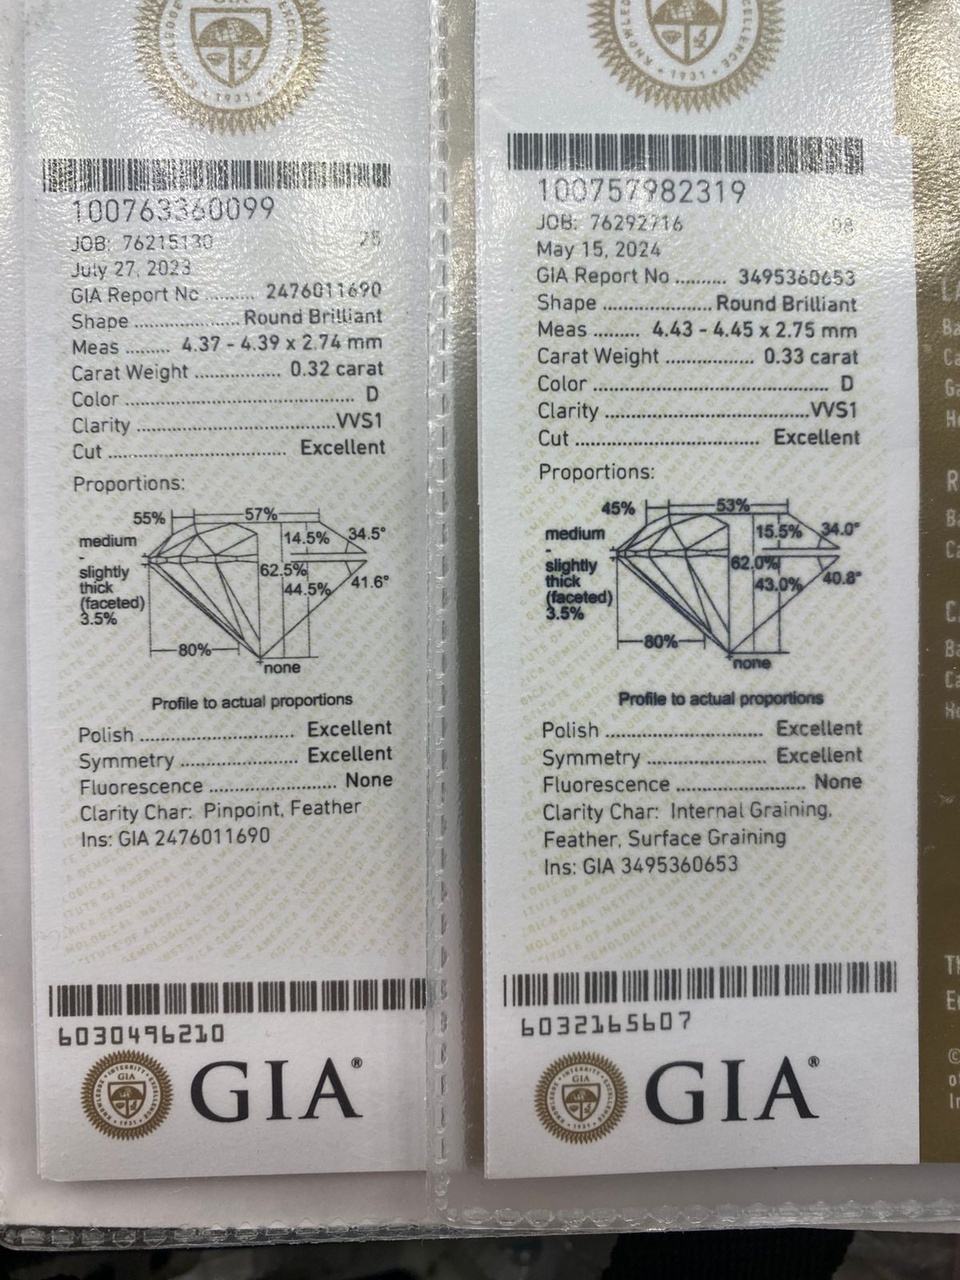 GIA
1931
100763360099
JOB: 76215130 25
July 27, 2023
GIA Report No .......... 2476011690
Shape .................. Round Brilliant
Meas ........ 4.37 - 4.39 x 2.74 mm
Carat Weight ................ 0.32 carat
Color ................................................ D
Clarity .....................................VVS1
Cut ................................. Excellent
Proportions:
55% 57%
medium 14.5% 34.5°
-
slightly 62.5%
thick 44.5% 41.6°
(faceted)
3.5%
80%
none
Profile to actual proportions
Polish .............................. Excellent
Symmetry ...................... Excellent
Fluorescence ........................ None
Clarity Char: Pinpoint, Feather
Ins: GIA 2476011690
6030496210
GIA®
EXCELLENCE
KNOWLEDGE
1931
100757982319
JOB: 76292716 08
May 15, 2024
GIA Report No .......... 3495360653
Shape .................. Round Brilliant
Meas ......... 4.43 - 4.45 x 2.75 mm
Carat Weight ................. 0.33 carat
Color ................................................ D
Clarity .....................................VVS1
Cut ................................... Excellent
Proportions:
45% 53%
medium 15.5% 34.0°
-
slightly 62.0%
thick 43.0% 40.8°
(faceted)
3.5%
80%
none
Profile to actual proportions
Polish .............................. Excellent
Symmetry ...................... Excellent
Fluorescence ........................ None
Clarity Char: Internal Graining,
Feather, Surface Graining
Ins: GIA 3495360653
6032165607
GIA®